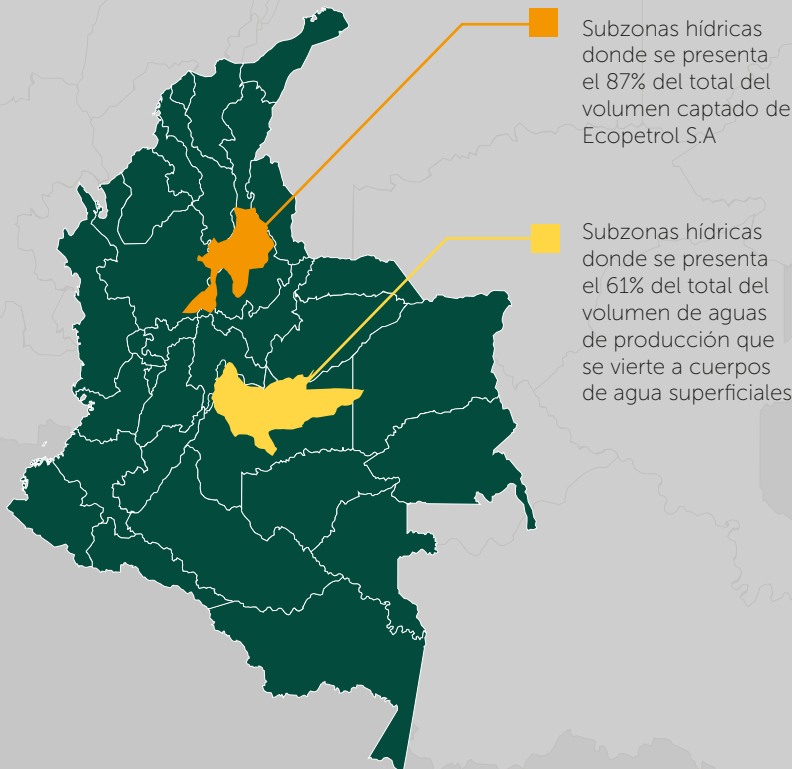 Subzonas hídricas
donde se presenta
el 87% del total del
volumen captado de
Ecopetrol S.A
Subzonas hídricas
donde se presenta
el 61% del total del
volumen de aguas
de producción que
se vierte a cuerpos
de agua superficiales